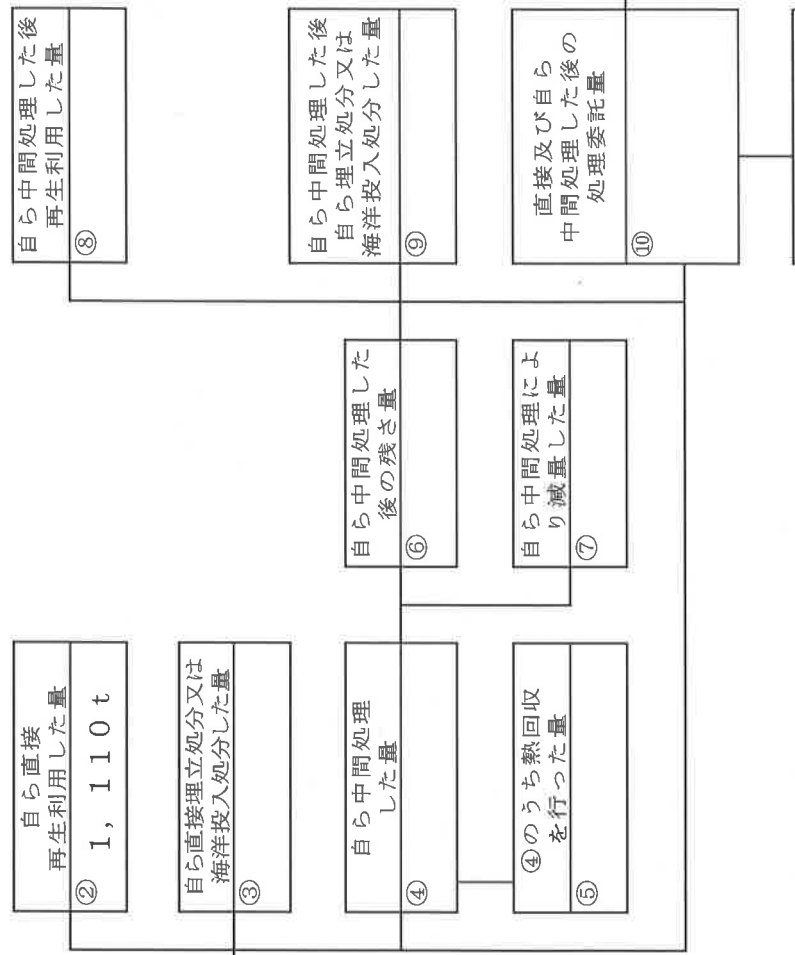 自ら直接
再生利用した量
②
1,110t
自ら直接埋立処分又は
海洋投入処分した量
③
自ら中間処理
した量
④
④のうち熱回収
を行った量
⑤
自ら中間処理した
後の残さ量
⑥
自ら中間処理によ
り減量した量
⑦
自ら中間処理した後
再生利用した量
⑧
自ら中間処理した後
自ら埋立処分又は
海洋投入処分した量
⑨
直接及び自ら
中間処理した後の
処理委託量
⑩